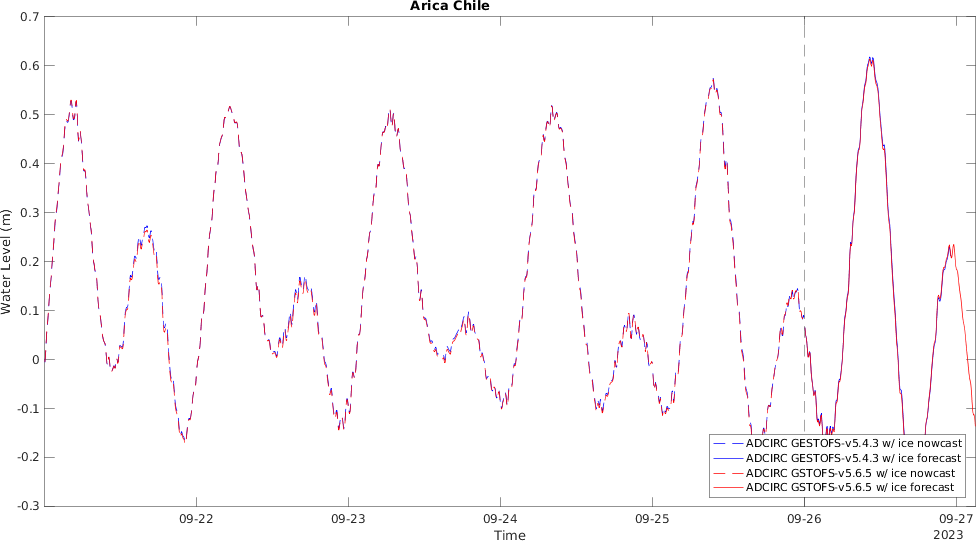 Arica Chile
0.7
0.6
0.5
0.4
0.3
0.2
0.1
0
-0.1
-0.2
-0.3
Water Level (m)
ADCIRC GESTOFS-v5.4.3 w/ ice nowcast
ADCIRC GESTOFS-v5.4.3 w/ ice forecast
ADCIRC GSTOFS-v5.6.5 w/ ice nowcast
ADCIRC GSTOFS-v5.6.5 w/ ice forecast
09-22 09-23 09-24 09-25 09-26 09-27
Time 2023